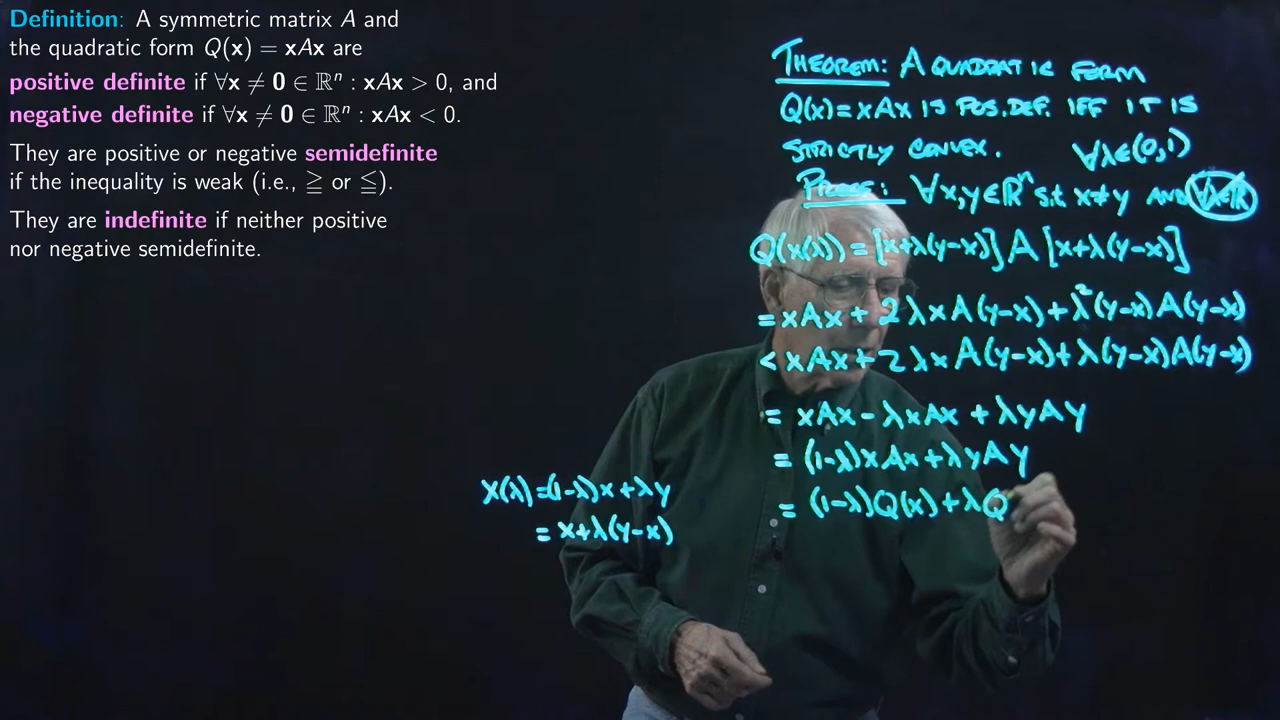 Definition: A symmetric matrix A and
the quadratic form Q(x) = xAx are
positive definite if ∀x ≠ 0 ∈ ℝⁿ : xAx > 0, and
negative definite if ∀x ≠ 0 ∈ ℝⁿ : xAx < 0.
They are positive or negative semidefinite
if the inequality is weak (i.e., ≧ or ≦).
They are indefinite if neither positive
nor negative semidefinite.
THEOREM: A QUADRATIC FORM
Q(x)=xAx IS POS.DEF. IFF IT IS
STRICTLY CONVEX. ∀λ∈(0,1)
PROOF: ∀x,y∈ℝⁿ s.t x≠y AND
Q(x(λ))=[x+λ(y-x)]A[x+λ(y-x)]
=xAx+2λxA(y-x)+λ²(y-x)A(y-x)
<xAx+2λxA(y-x)+λ(y-x)A(y-x)
=xAx-λxAx+λyAy
=(1-λ)xAx+λyAy
=(1-λ)Q(x)+λQ
x(λ)=(1-λ)x+λy
=x+λ(y-x)